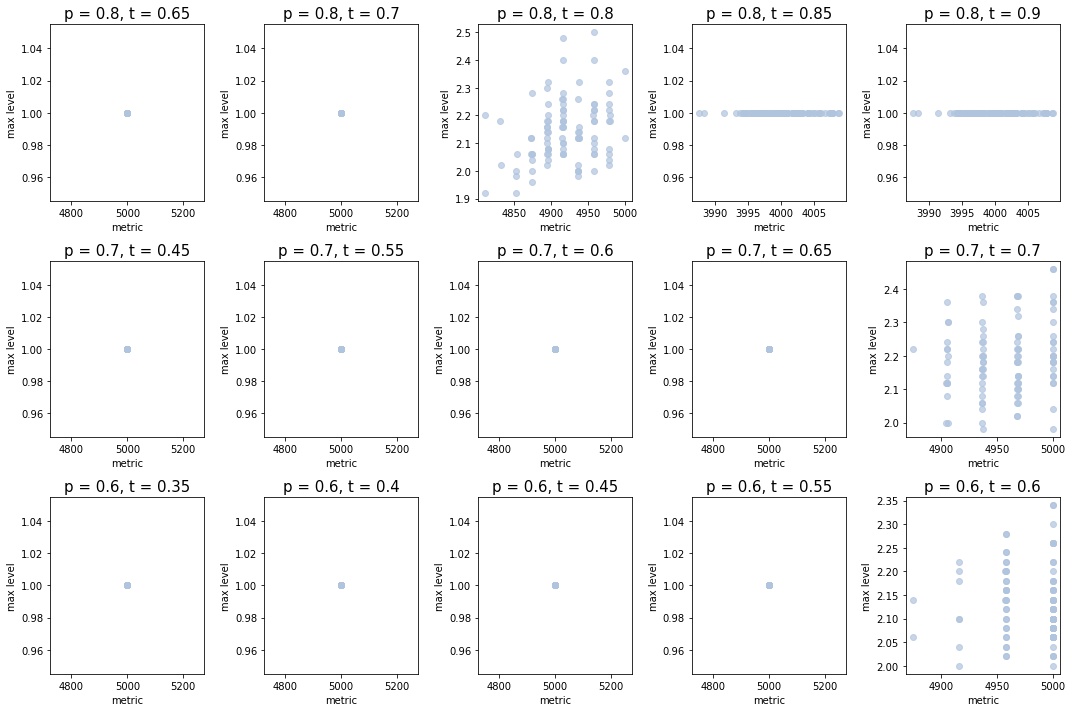 p = 0.8, t = 0.65
p = 0.8, t = 0.7
p = 0.8, t = 0.8
p = 0.8, t = 0.85
p = 0.8, t = 0.9
max level
1.04
1.02
1.00
0.98
0.96
4800 5000 5200
metric
max level
1.04
1.02
1.00
0.98
0.96
4800 5000 5200
metric
max level
2.5
2.4
2.3
2.2
2.1
2.0
1.9
4850 4900 4950 5000
metric
max level
1.04
1.02
1.00
0.98
0.96
3990 3995 4000 4005
metric
max level
1.04
1.02
1.00
0.98
0.96
3990 3995 4000 4005
metric
p = 0.7, t = 0.45
p = 0.7, t = 0.55
p = 0.7, t = 0.6
p = 0.7, t = 0.65
p = 0.7, t = 0.7
max level
1.04
1.02
1.00
0.98
0.96
4800 5000 5200
metric
max level
1.04
1.02
1.00
0.98
0.96
4800 5000 5200
metric
max level
1.04
1.02
1.00
0.98
0.96
4800 5000 5200
metric
max level
1.04
1.02
1.00
0.98
0.96
4800 5000 5200
metric
max level
2.4
2.3
2.2
2.1
2.0
4900 4950 5000
metric
p = 0.6, t = 0.35
p = 0.6, t = 0.4
p = 0.6, t = 0.45
p = 0.6, t = 0.55
p = 0.6, t = 0.6
max level
1.04
1.02
1.00
0.98
0.96
4800 5000 5200
metric
max level
1.04
1.02
1.00
0.98
0.96
4800 5000 5200
metric
max level
1.04
1.02
1.00
0.98
0.96
4800 5000 5200
metric
max level
1.04
1.02
1.00
0.98
0.96
4800 5000 5200
metric
max level
2.35
2.30
2.25
2.20
2.15
2.10
2.05
2.00
4900 4950 5000
metric